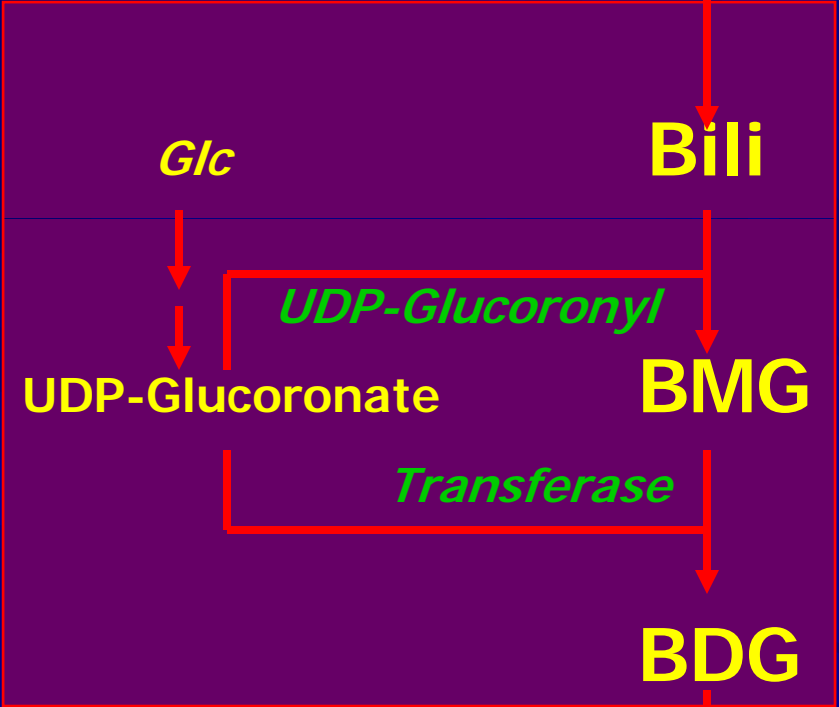 Glc
Bili
UDP-Glucoronyl
UDP-Glucoronate
BMG
Transferase
BDG